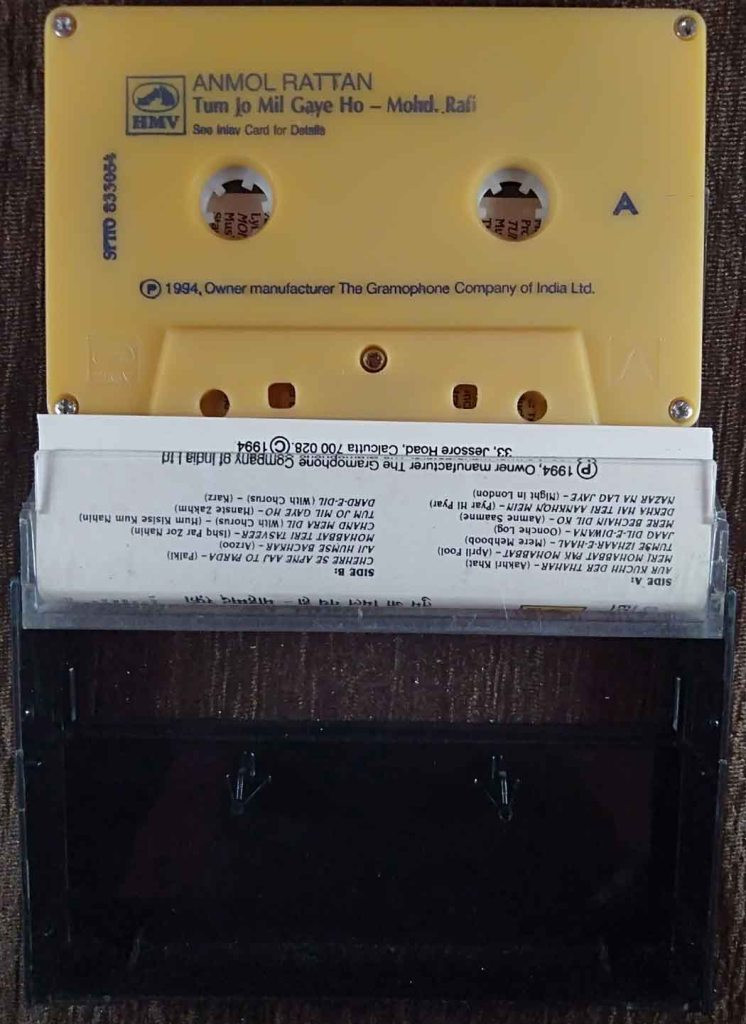 HMV
ANMOL RATTAN
Tum Jo Mil Gaye Ho – Mohd. Rafi
See Inlay Card for Details
833054
A
Ⓟ 1994, Owner manufacturer The Gramophone Company of India Ltd.
SIDE A:
AUR KUCHH DER THAHAR – (Aakhri Khat)
MERI MOHABBAT PAK MOHABBAT (April Fool)
TUMSE IZHAAR-E-HAAL – (Mere Mehboob)
JAAG DIL-E-DIWANA – (Oonche Log)
MERE BECHAIN DIL KO – (Aamne Saamne)
DEKHA HAI TERI AANKHON MEIN – (Pyar Hi Pyar)
NAZAR NA LAG JAYE – (Night in London)
SIDE B:
CHEHRE SE APNE AAJ TO PARDA – (Palki)
AJI HUMSE BACHKAR – (Arzoo)
TERI TASVEER – (Ishq Par Zor Nahin)
CHAND MERA DIL (With Chorus) – (Hum Kisise Kum Nahin)
TUM JO MIL GAYE HO – (Hanste Zakhm)
DARD-E-DIL (With Chorus) – (Karz)
Ⓟ 1994, Owner manufacturer The Gramophone Company of India Ltd
33, Jessore Road, Calcutta 700 028. © 1994